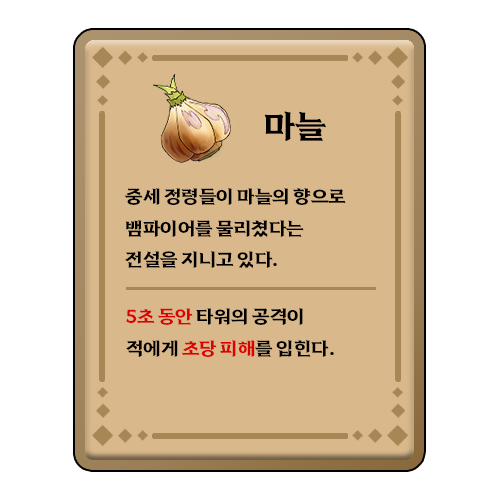 마늘
중세 정령들이 마늘의 향으로
뱀파이어를 물리쳤다는
전설을 지니고 있다.
5초 동안 타워의 공격이
적에게 초당 피해를 입힌다.